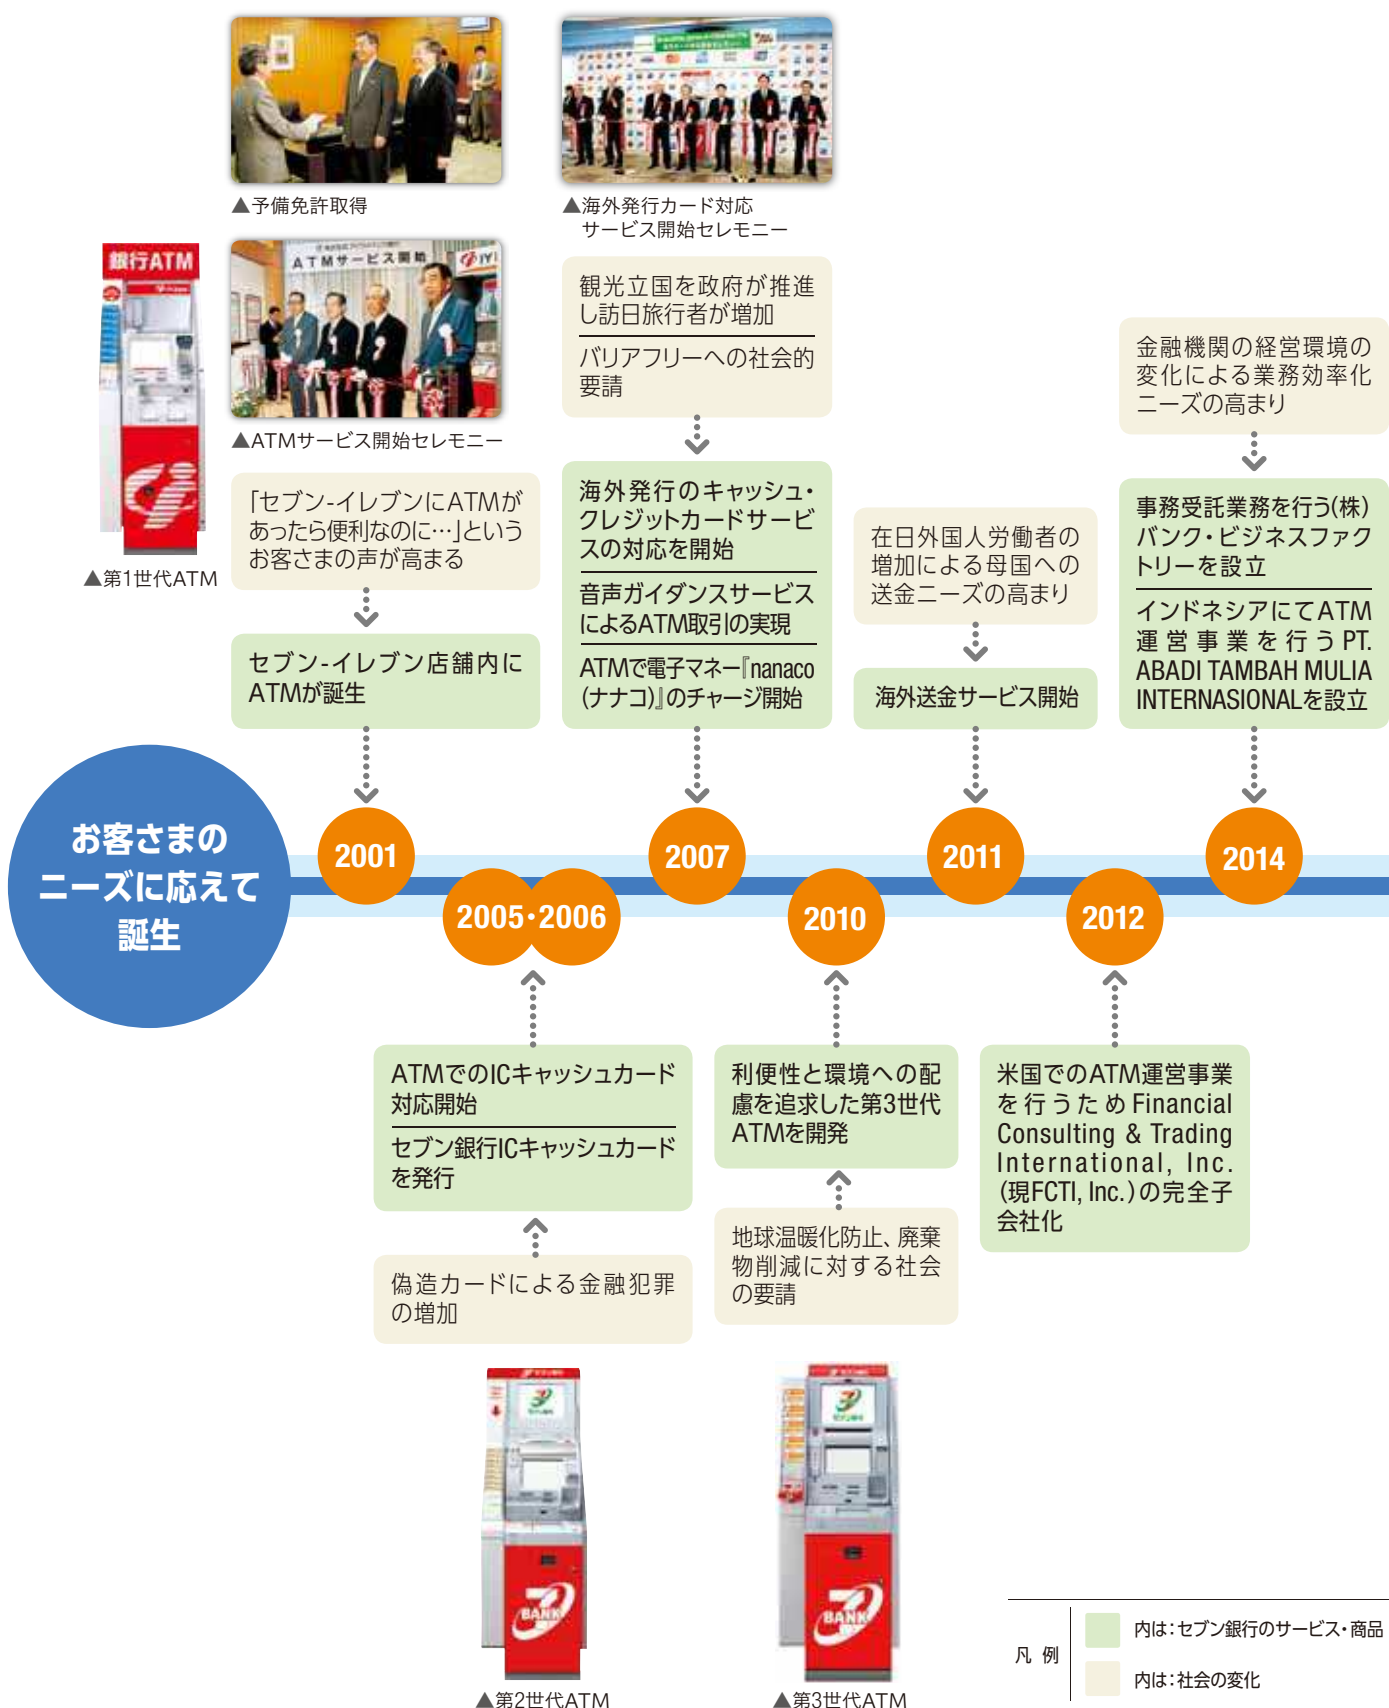 ▲予備免許取得
▲海外発行カード対応
サービス開始セレモニー
銀行ATM
ATMサービス開始
▲ATMサービス開始セレモニー
▲第1世代ATM
「セブン-イレブンにATMが
あったら便利なのに…」という
お客さまの声が高まる
セブン-イレブン店舗内に
ATMが誕生
観光立国を政府が推進
し訪日旅行者が増加
バリアフリーへの社会的
要請
海外発行のキャッシュ・
クレジットカードサービ
スの対応を開始
音声ガイダンスサービス
によるATM取引の実現
ATMで電子マネー『nanaco
(ナナコ)』のチャージ開始
在日外国人労働者の
増加による母国への
送金ニーズの高まり
海外送金サービス開始
金融機関の経営環境の
変化による業務効率化
ニーズの高まり
事務受託業務を行う(株)
バンク・ビジネスファク
トリーを設立
インドネシアにてATM
運営事業を行うPT.
ABADI TAMBAH MULIA
INTERNASIONALを設立
お客さまの
ニーズに応えて
誕生
2001
2005・2006
2007
2010
2011
2012
2014
ATMでのICキャッシュカード
対応開始
セブン銀行ICキャッシュカード
を発行
偽造カードによる金融犯罪
の増加
利便性と環境への配
慮を追求した第3世代
ATMを開発
地球温暖化防止、廃棄
物削減に対する社会
の要請
米国でのATM運営事業
を行うためFinancial
Consulting & Trading
International, Inc.
(現FCTI, Inc.)の完全子
会社化
BANK
▲第2世代ATM
BANK
▲第3世代ATM
凡 例
内は：セブン銀行のサービス・商品
内は：社会の変化